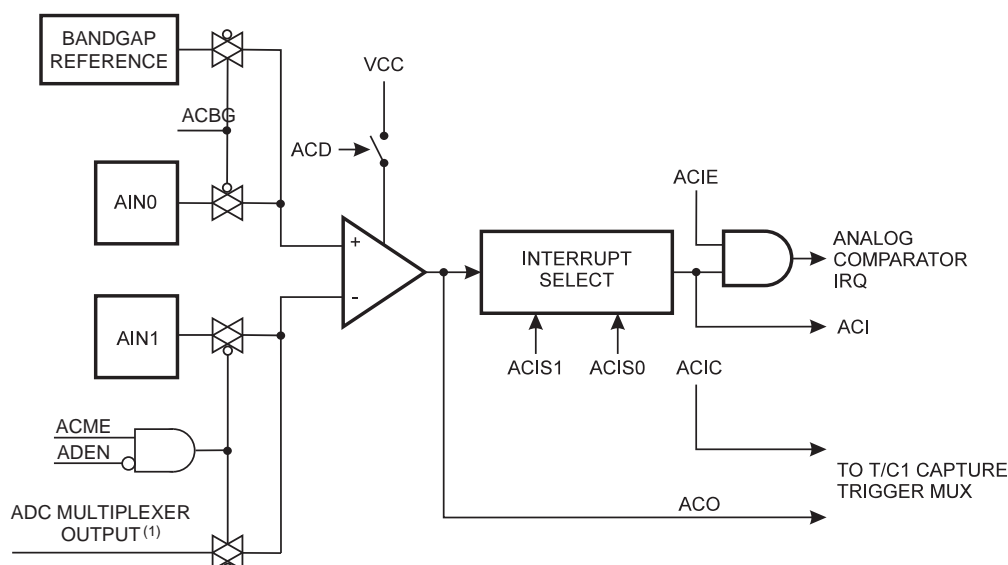 BANDGAP
REFERENCE
VCC
ACBG
ACD
AIN0
ACIE
+
INTERRUPT
SELECT
ANALOG
COMPARATOR
IRQ
-
AIN1
ACI
ACIS1
ACIS0
ACIC
ACME
ADEN
TO T/C1 CAPTURE
TRIGGER MUX
ACO
ADC MULTIPLEXER
OUTPUT (1)